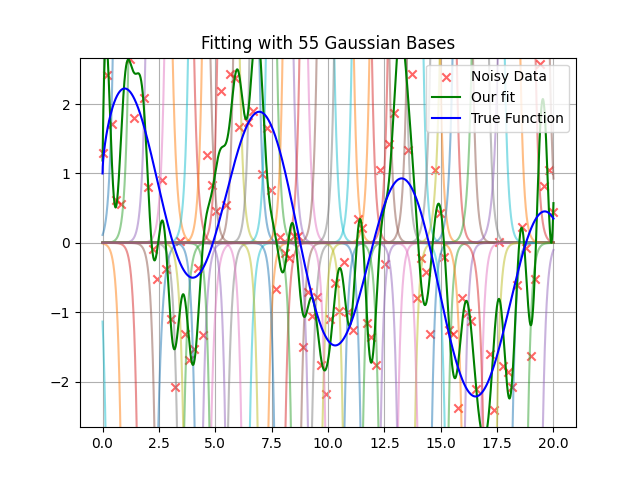 Fitting with 55 Gaussian Bases
Noisy Data
Our fit
True Function
2
1
0
−1
−2
0.0 2.5 5.0 7.5 10.0 12.5 15.0 17.5 20.0